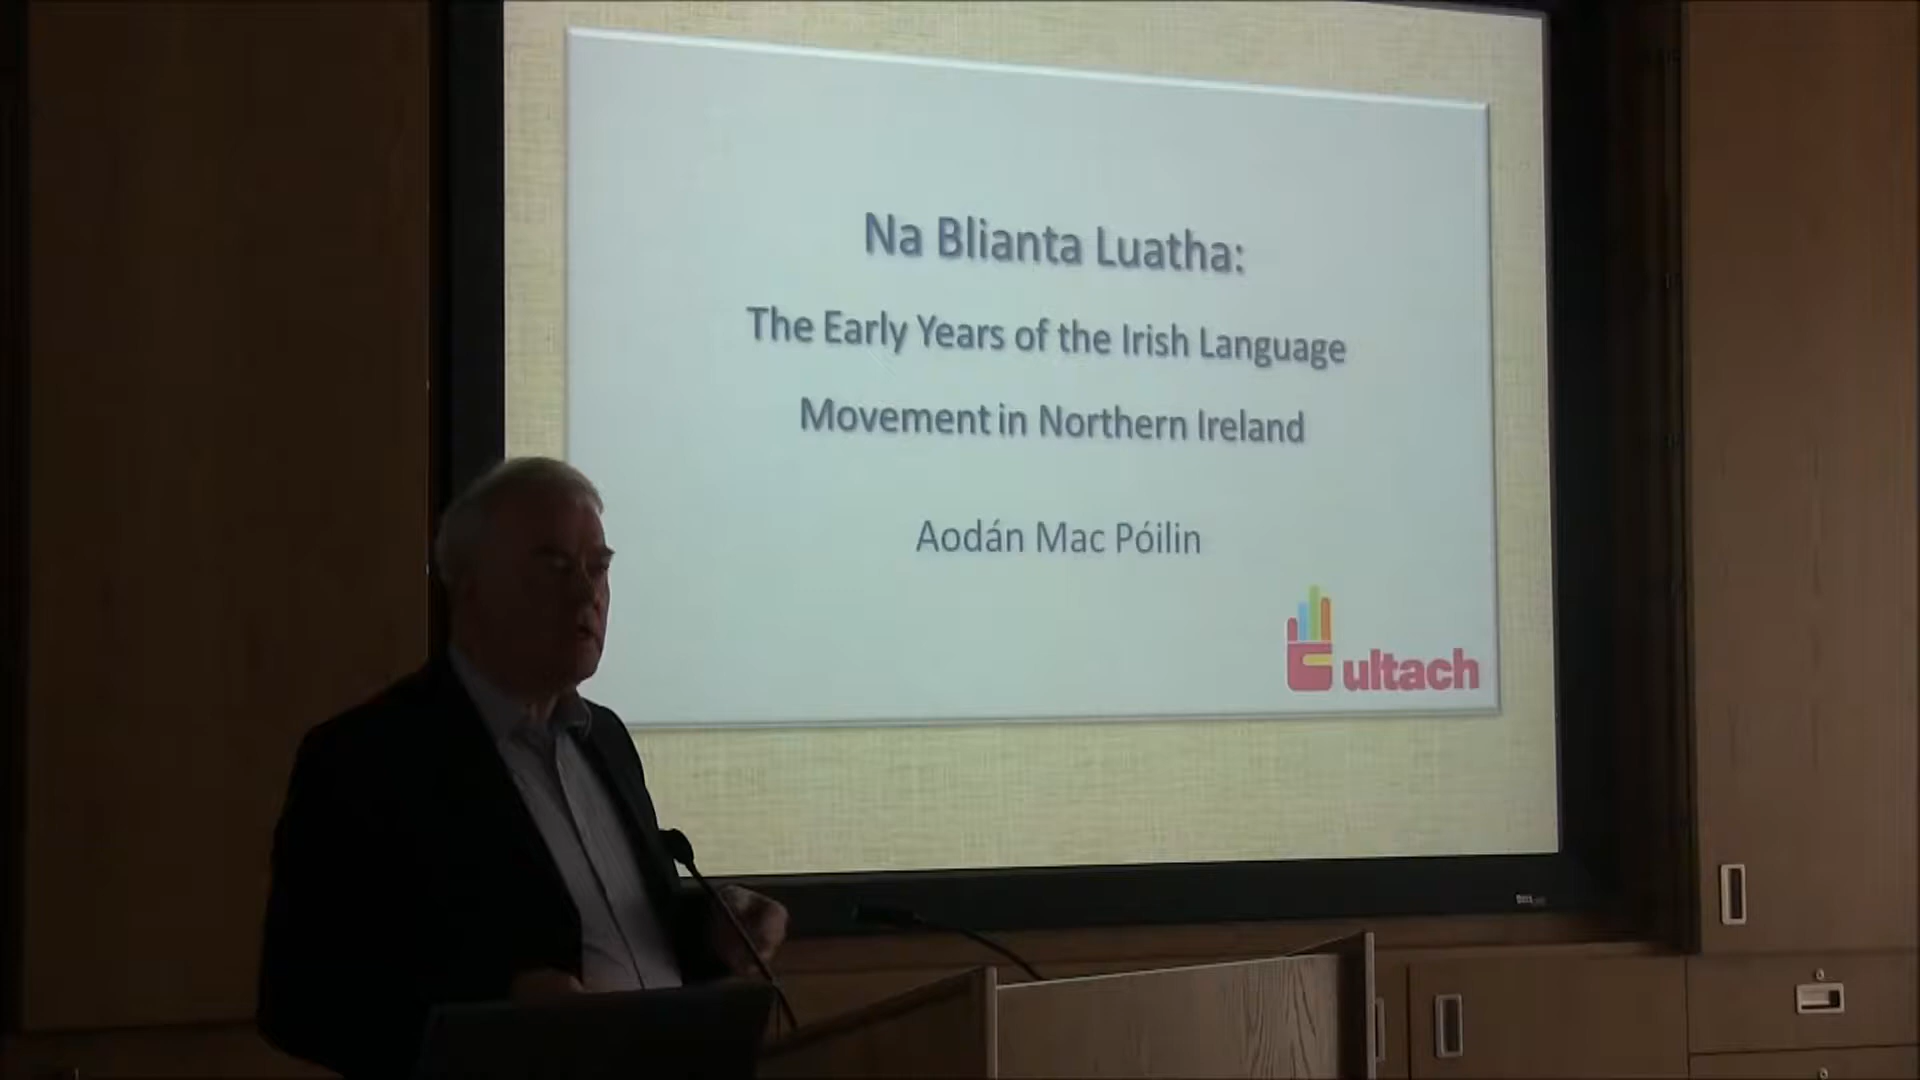 Na Blianta Luatha:
The Early Years of the Irish Language
Movement in Northern Ireland
Aodán Mac Póilin
ultach